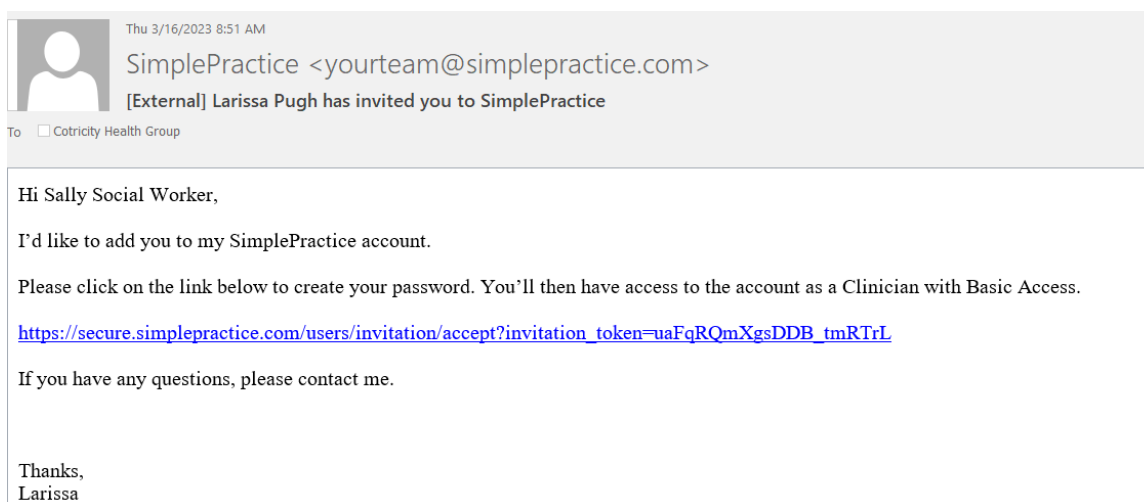 Thu 3/16/2023 8:51 AM
SimplePractice <yourteam@simplepractice.com>
[External] Larissa Pugh has invited you to SimplePractice
To Cotricity Health Group
Hi Sally Social Worker,
I'd like to add you to my SimplePractice account.
Please click on the link below to create your password. You'll then have access to the account as a Clinician with Basic Access.
https://secure.simplepractice.com/users/invitation/accept?invitation_token=uaFqRQmXgsDDB_tmRTrL
If you have any questions, please contact me.
Thanks,
Larissa